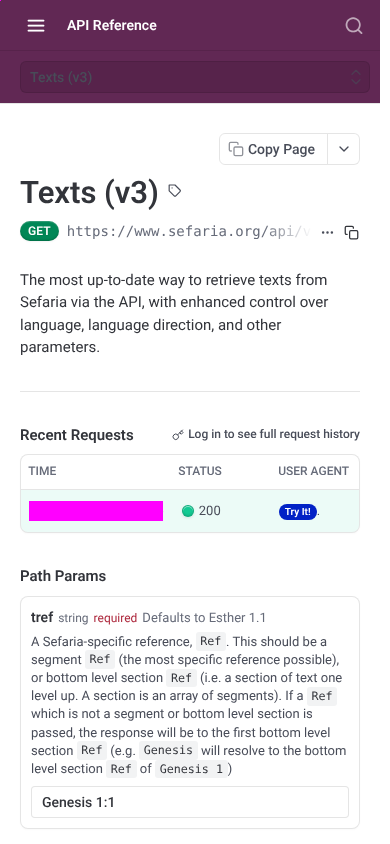 API Reference
Texts (v3)
Copy Page
Texts (v3)
GET https://www.sefaria.org/api/v
The most up-to-date way to retrieve texts from
Sefaria via the API, with enhanced control over
language, language direction, and other
parameters.
Recent Requests Log in to see full request history
TIME STATUS USER AGENT
200 Try It!
Path Params
tref string required Defaults to Esther 1.1
A Sefaria-specific reference, Ref . This should be a
segment Ref (the most specific reference possible),
or bottom level section Ref (i.e. a section of text one
level up. A section is an array of segments). If a Ref
which is not a segment or bottom level section is
passed, the response will be to the first bottom level
section Ref (e.g. Genesis will resolve to the bottom
level section Ref of Genesis 1 )
Genesis 1:1